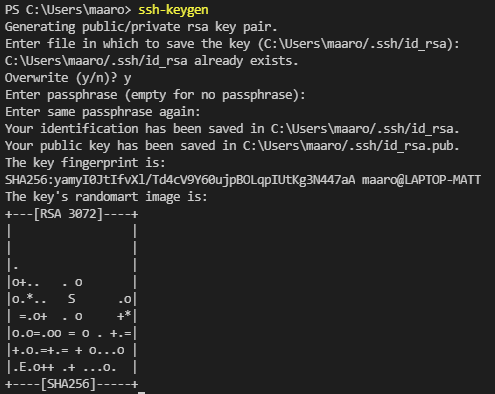 PS C:\Users\maaro> ssh-keygen
Generating public/private rsa key pair.
Enter file in which to save the key (C:\Users\maaro/.ssh/id_rsa):
C:\Users\maaro/.ssh/id_rsa already exists.
Overwrite (y/n)? y
Enter passphrase (empty for no passphrase):
Enter same passphrase again:
Your identification has been saved in C:\Users\maaro/.ssh/id_rsa.
Your public key has been saved in C:\Users\maaro/.ssh/id_rsa.pub.
The key fingerprint is:
SHA256:yamyI0JtIfvXl/Td4cV9Y60ujpBOLqpIUtKg3N447aA maaro@LAPTOP-MATT
The key's randomart image is:
+---[RSA 3072]----+
|                 |
|                 |
|.                |
|o+..   . o       |
|o.*..   S      .o|
| =.o+  . o     +*|
|o.o=.oo = o . +.=|
|+.o.=+.= + o...o |
|.E.o++ .+ ...o.  |
+----[SHA256]-----+